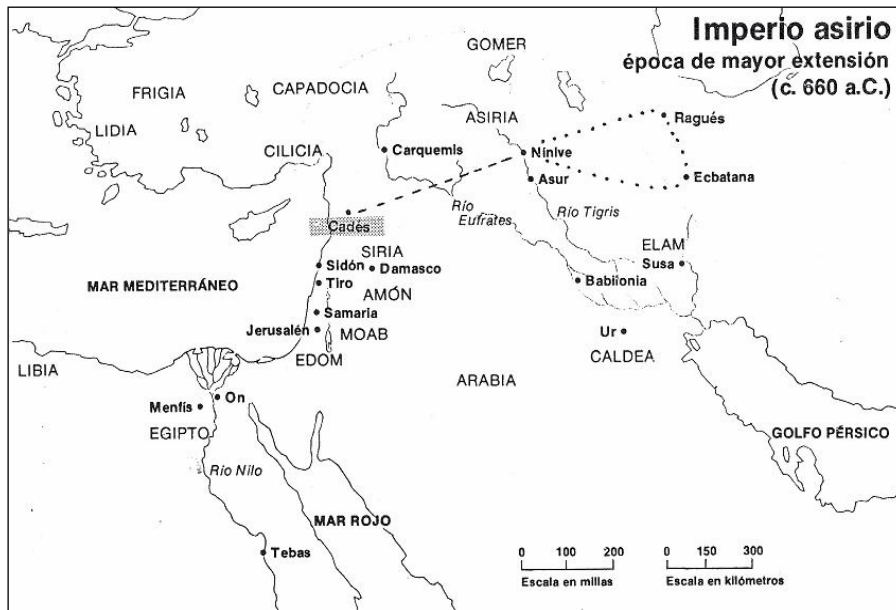 Imperio asirio
época de mayor extensión
(c. 660 a.C.)
GOMER
CAPADOCIA
FRIGIA
ASIRIA
Ragués
LIDIA
CILICIA
Carquemis
Nínive
Asur
Ecbatana
Río
Eufrates
Río Tigris
Cadés
SIRIA
ELAM
Sidón
Damasco
Susa
MAR MEDITERRÁNEO
Tiro
Babilonia
AMÓN
Samaria
Jerusalén
MOAB
Ur
EDOM
CALDEA
LIBIA
ARABIA
On
Menfís
EGIPTO
GOLFO PÉRSICO
Río Nilo
MAR ROJO
Tebas
0 100 200
Escala en millas
0 150 300
Escala en kilómetros